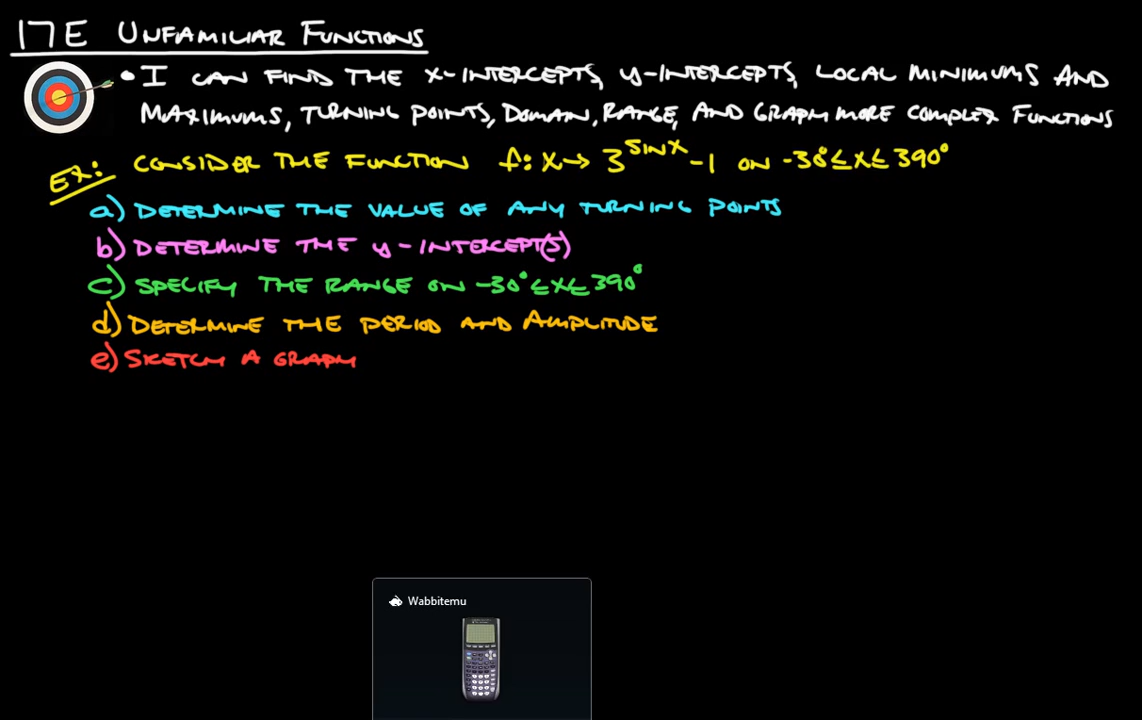 17E UNFAMILIAR FUNCTIONS
• I CAN FIND THE X-INTERCEPTS, Y-INTERCEPTS, LOCAL MINIMUMS AND
MAXIMUMS, TURNING POINTS, DOMAIN, RANGE, AND GRAPH MORE COMPLEX FUNCTIONS
EX: CONSIDER THE FUNCTION f: X → 3^SIN X - 1 ON -30° ≤ X ≤ 390°
a) DETERMINE THE VALUE OF ANY TURNING POINTS
b) DETERMINE THE Y-INTERCEPT(S)
c) SPECIFY THE RANGE ON -30° ≤ X ≤ 390°
d) DETERMINE THE PERIOD AND AMPLITUDE
e) SKETCH A GRAPH
Wabbitemu